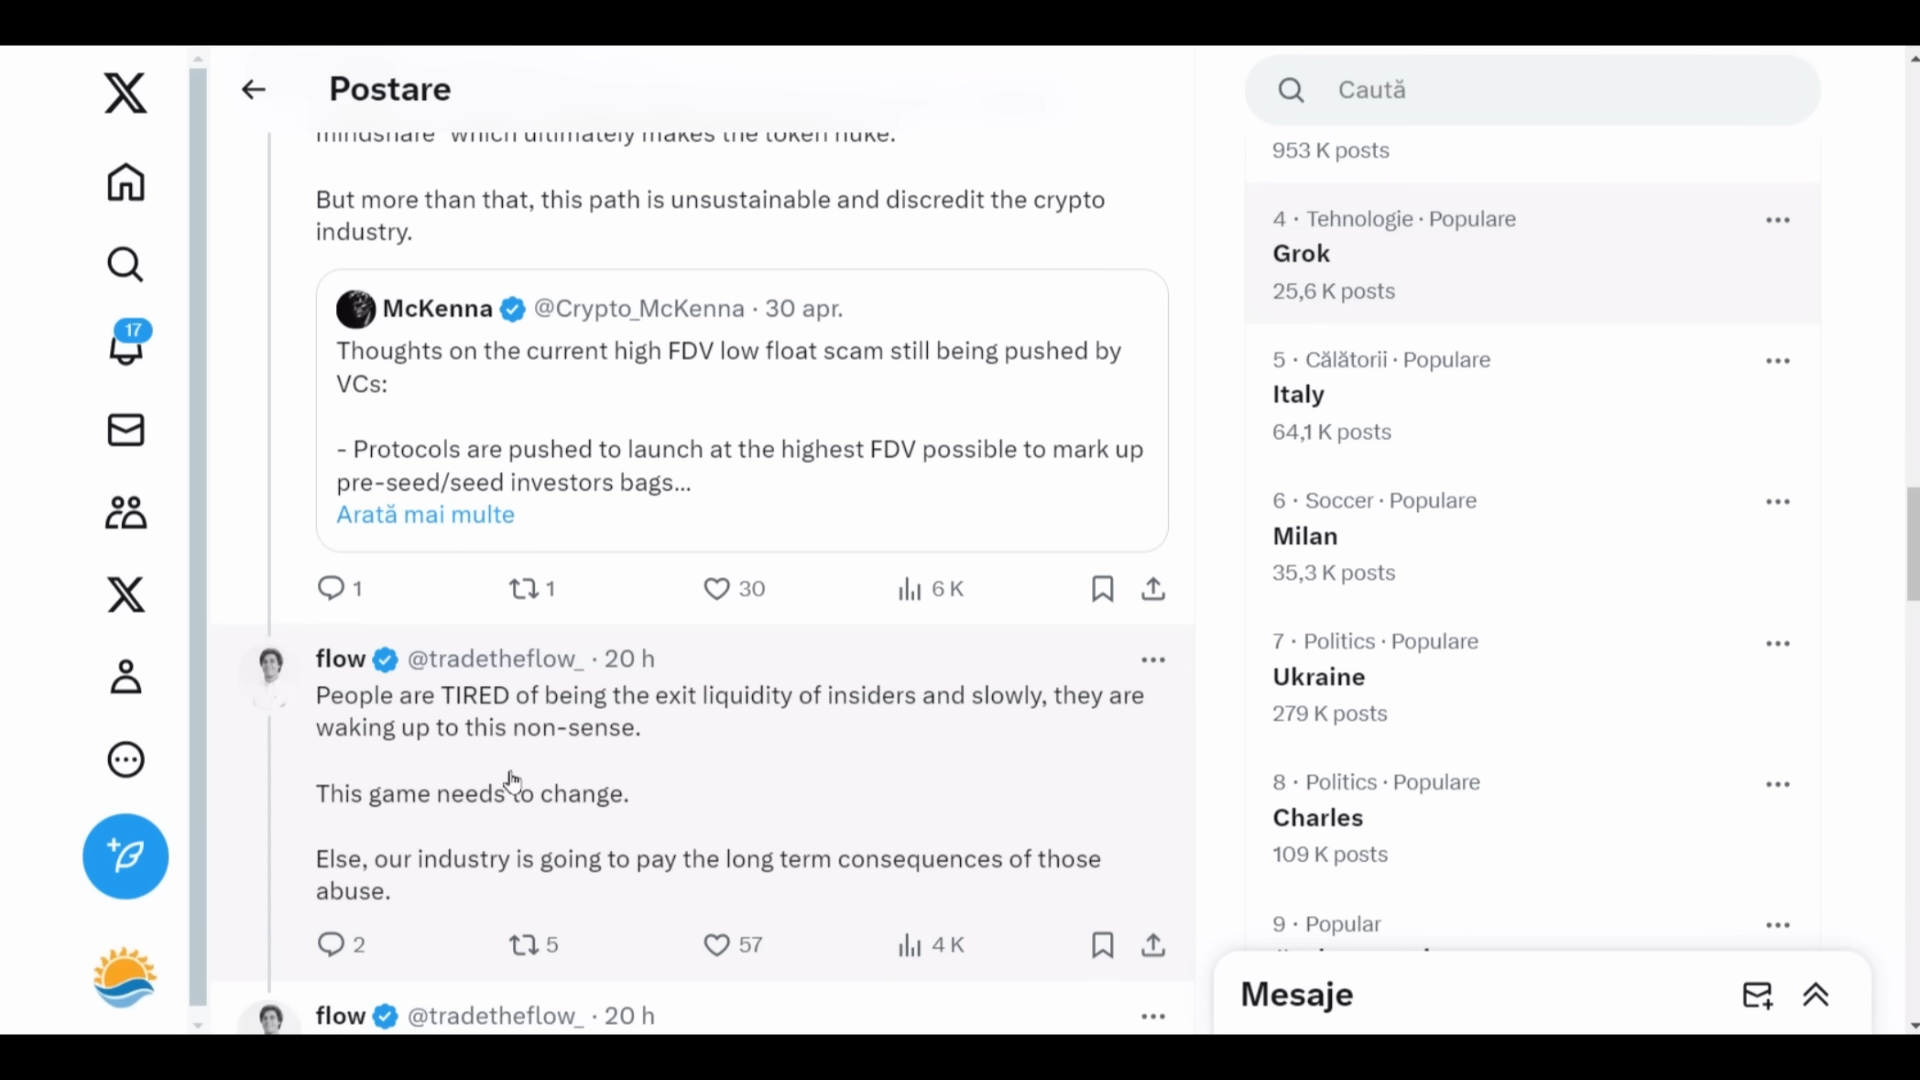 Postare
mindshare" which ultimately makes the token nuke.
But more than that, this path is unsustainable and discredit the crypto
industry.
McKenna @Crypto_McKenna · 30 apr.
Thoughts on the current high FDV low float scam still being pushed by
VCs:
- Protocols are pushed to launch at the highest FDV possible to mark up
pre-seed/seed investors bags...
Arată mai multe
1 1 30 6 K
flow @tradetheflow_ · 20 h
People are TIRED of being the exit liquidity of insiders and slowly, they are
waking up to this non-sense.
This game needs to change.
Else, our industry is going to pay the long term consequences of those
abuse.
2 5 57 4 K
flow @tradetheflow_ · 20 h
17
Caută
953 K posts
4 · Tehnologie · Populare
Grok
25,6 K posts
5 · Călătorii · Populare
Italy
64,1 K posts
6 · Soccer · Populare
Milan
35,3 K posts
7 · Politics · Populare
Ukraine
279 K posts
8 · Politics · Populare
Charles
109 K posts
9 · Popular
Mesaje